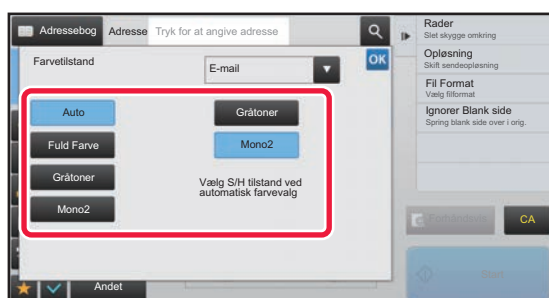 Adressebog
Adresse
Tryk for at angive adresse
Farvetilstand
E-mail
OK
Auto
Gråtoner
Fuld Farve
Mono2
Gråtoner
Vælg S/H tilstand ved
automatisk farvevalg
Mono2
Andet
Rader
Slet skygge omkring
Opløsning
Skift sendeopløsning
Fil Format
Vælg filformat
Ignorer Blank side
Spring blank side over i orig.
CA
Start